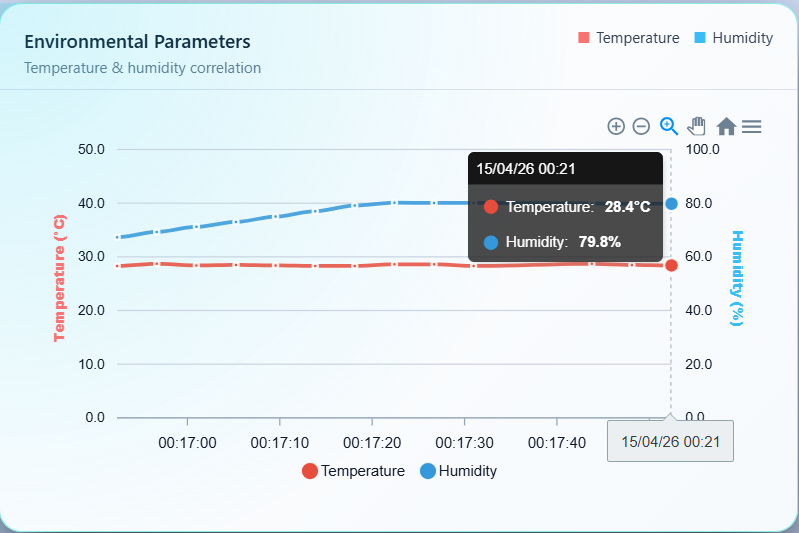 Environmental Parameters
Temperature & humidity correlation
Temperature Humidity
50.0
40.0
30.0
20.0
10.0
0.0
Temperature (°C)
15/04/26 00:21
Temperature: 28.4°C
Humidity: 79.8%
100.0
80.0
60.0
40.0
20.0
0.0
Humidity (%)
00:17:00 00:17:10 00:17:20 00:17:30 00:17:40
15/04/26 00:21
Temperature Humidity